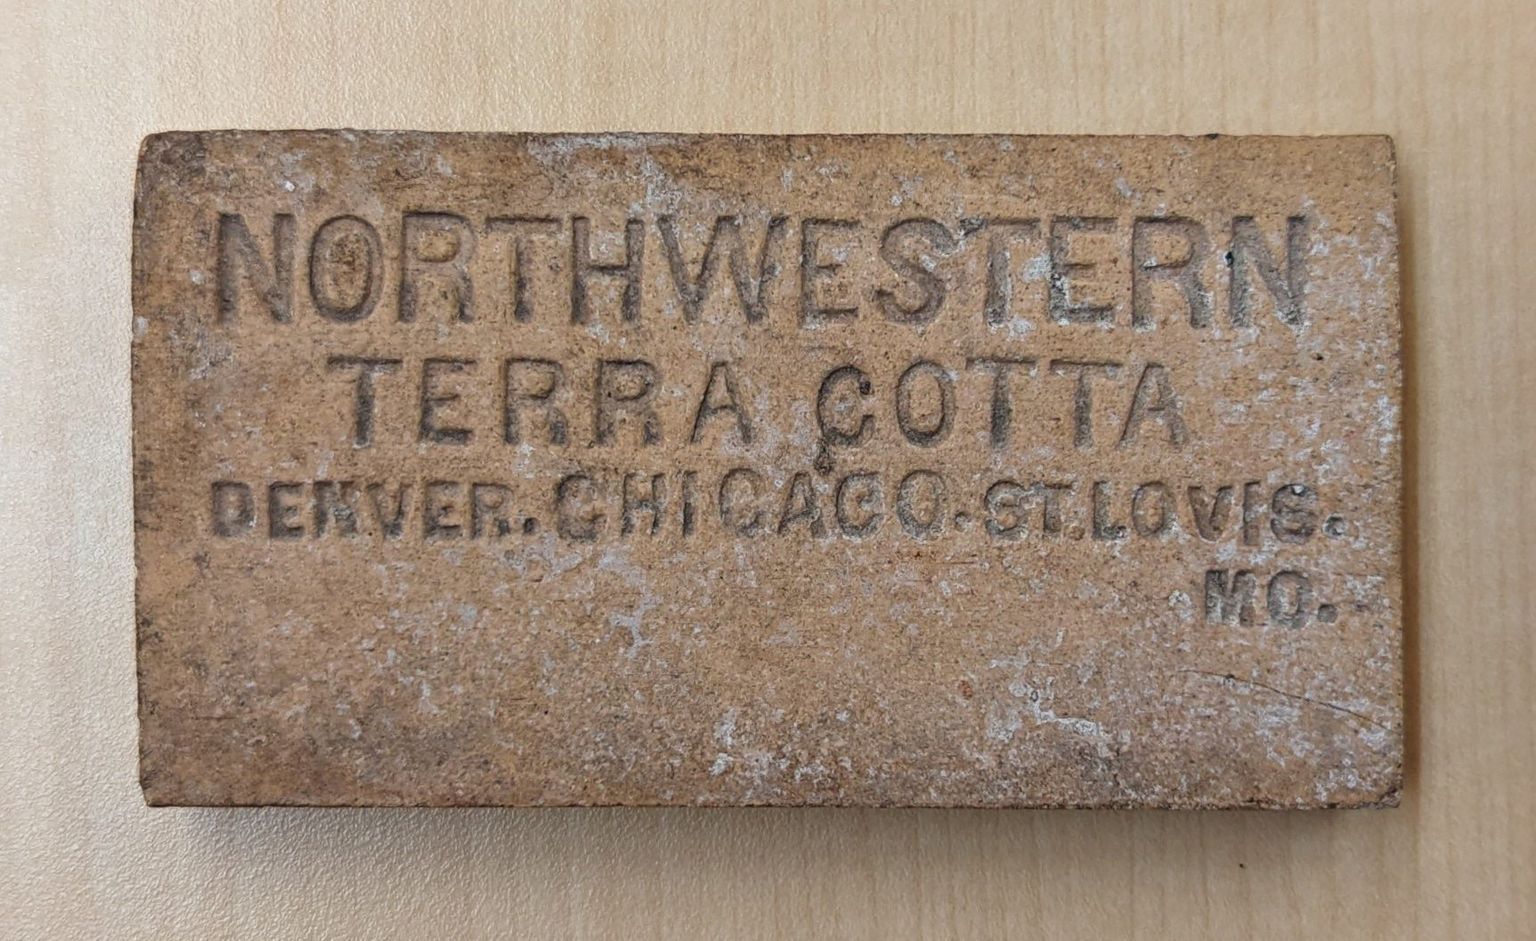 NORTHWESTERN
TERRA COTTA
DENVER. CHICAGO. ST. LOVIS.
MO.